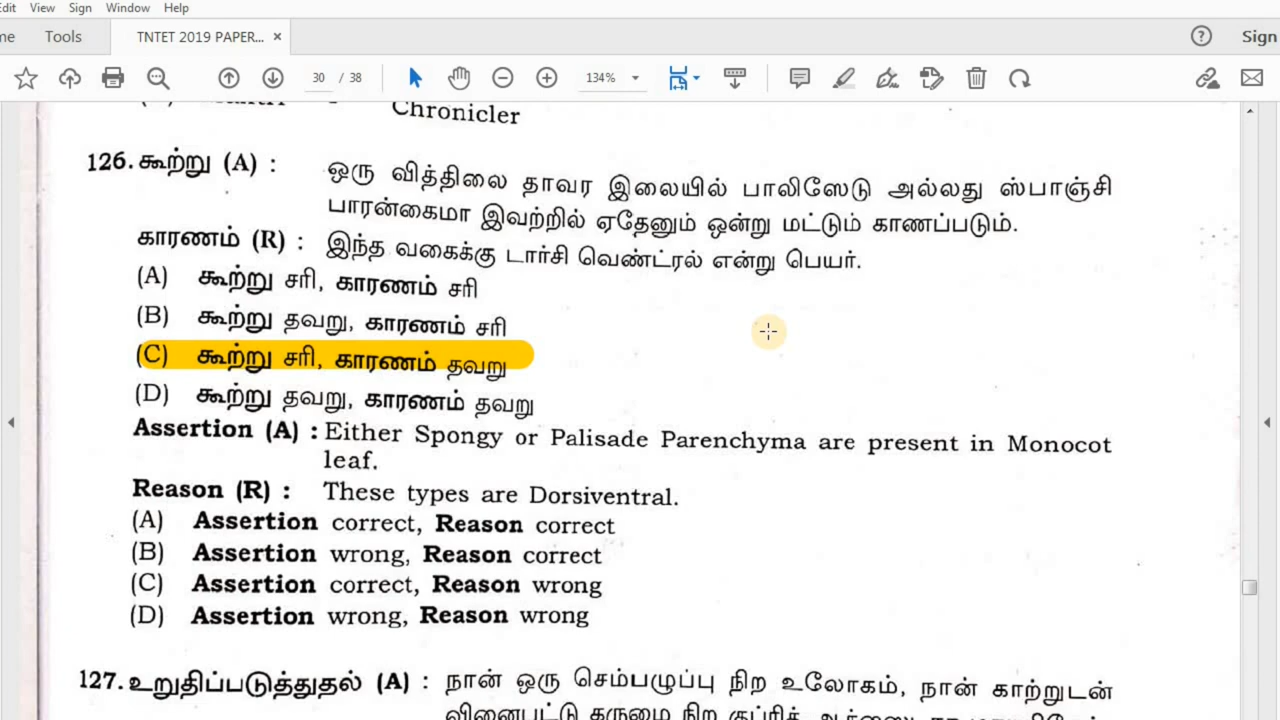 Edit View Sign Window Help
me Tools TNTET 2019 PAPER... × ? Sign
30 / 38 134%
Chronicler
126. கூற்று (A) : ஒரு வித்திலை தாவர இலையில் பாலிஸேடு அல்லது ஸ்பாஞ்சி
பாரன்கைமா இவற்றில் ஏதேனும் ஒன்று மட்டும் காணப்படும்.
காரணம் (R) : இந்த வகைக்கு டார்சி வெண்ட்ரல் என்று பெயர்.
(A) கூற்று சரி, காரணம் சரி
(B) கூற்று தவறு, காரணம் சரி
(C) கூற்று சரி, காரணம் தவறு
(D) கூற்று தவறு, காரணம் தவறு
Assertion (A) : Either Spongy or Palisade Parenchyma are present in Monocot
leaf.
Reason (R) : These types are Dorsiventral.
(A) Assertion correct, Reason correct
(B) Assertion wrong, Reason correct
(C) Assertion correct, Reason wrong
(D) Assertion wrong, Reason wrong
127. உறுதிப்படுத்துதல் (A) : நான் ஒரு செம்பழுப்பு நிற உலோகம், நான் காற்றுடன்